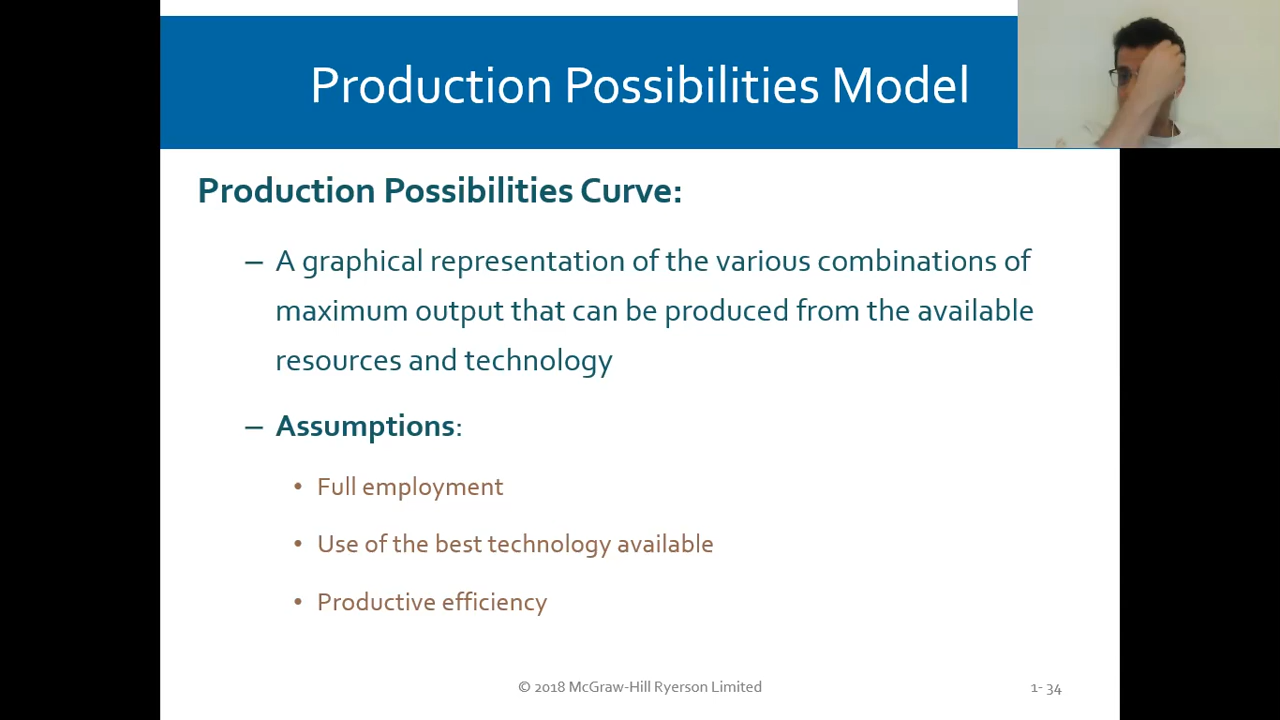 Production Possibilities Model
Production Possibilities Curve:
– A graphical representation of the various combinations of
maximum output that can be produced from the available
resources and technology
– Assumptions:
• Full employment
• Use of the best technology available
• Productive efficiency
© 2018 McGraw-Hill Ryerson Limited
1- 34